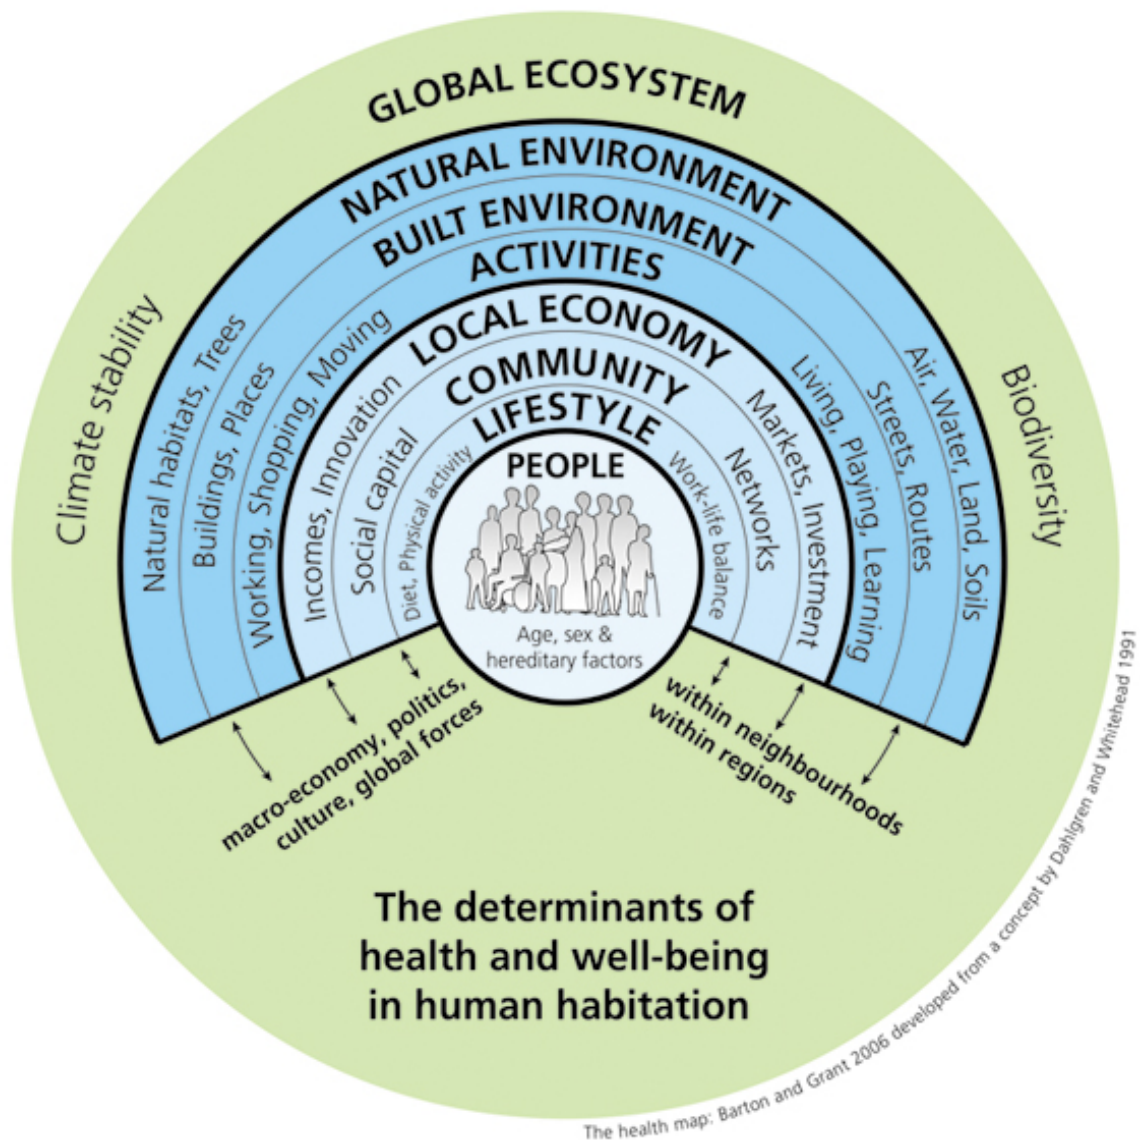 GLOBAL ECOSYSTEM
NATURAL ENVIRONMENT
BUILT ENVIRONMENT
ACTIVITIES
LOCAL ECONOMY
COMMUNITY
LIFESTYLE
PEOPLE
Age, sex &
hereditary factors
Climate stability
Natural habitats, Trees
Buildings, Places
Working, Shopping, Moving
Incomes, Innovation
Social capital
Diet, Physical activity
Work-life balance
Networks
Markets, Investment
Living, Playing, Learning
Streets, Routes
Air, Water, Land, Soils
Biodiversity
macro-economy, politics,
culture, global forces
within neighbourhoods
within regions
The determinants of
health and well-being
in human habitation
The health map: Barton and Grant 2006 developed from a concept by Dahlgren and Whitehead 1991